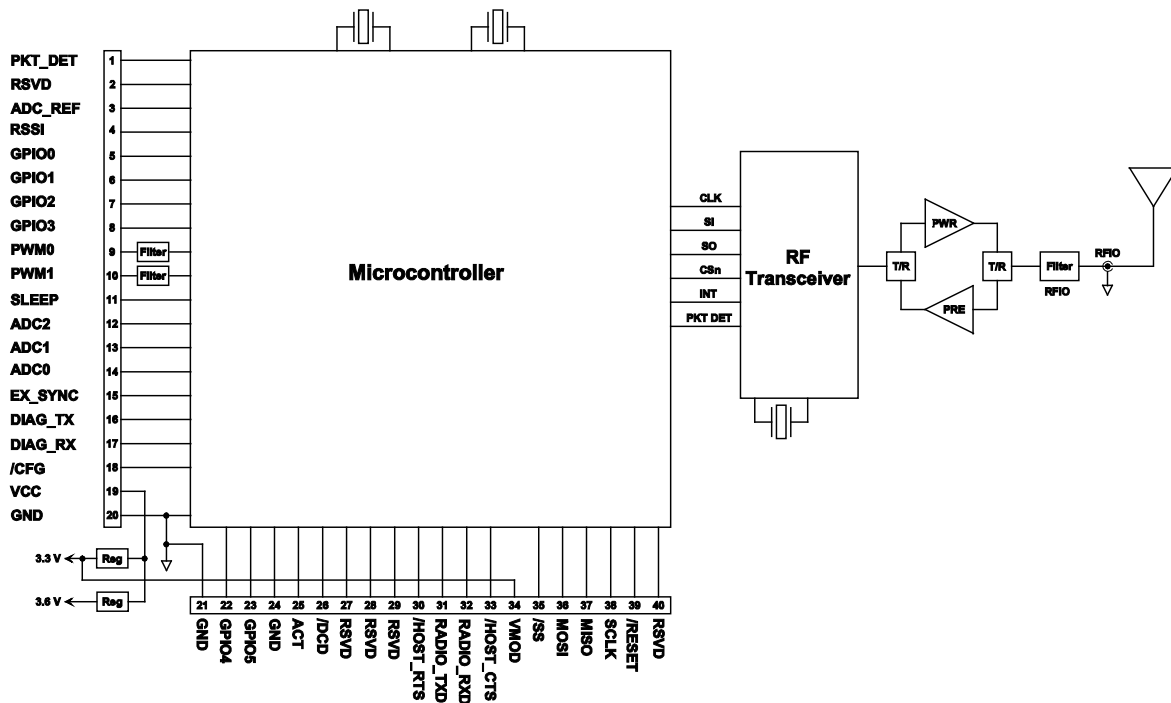 PKT_DET 1
RSVD 2
ADC_REF 3
RSSI 4
GPIO0 5
GPIO1 6
GPIO2 7
GPIO3 8
PWM0 9 Filter
PWM1 10 Filter
SLEEP 11
ADC2 12
ADC1 13
ADC0 14
EX_SYNC 15
DIAG_TX 16
DIAG_RX 17
/CFG 18
VCC 19
GND 20
3.3 V Reg
3.6 V Reg
Microcontroller
CLK
SI
SO
CSn
INT
PKT DET
RF
Transceiver
T/R
PWR
PRE
T/R
Filter
RFIO
RFIO
21 GND
22 GPIO4
23 GPIO5
24 GND
25 ACT
26 /DCD
27 RSVD
28 RSVD
29 RSVD
30 /HOST_RTS
31 RADIO_TXD
32 RADIO_RXD
33 /HOST_CTS
34 VMOD
35 /SS
36 MOSI
37 MISO
38 SCLK
39 /RESET
40 RSVD